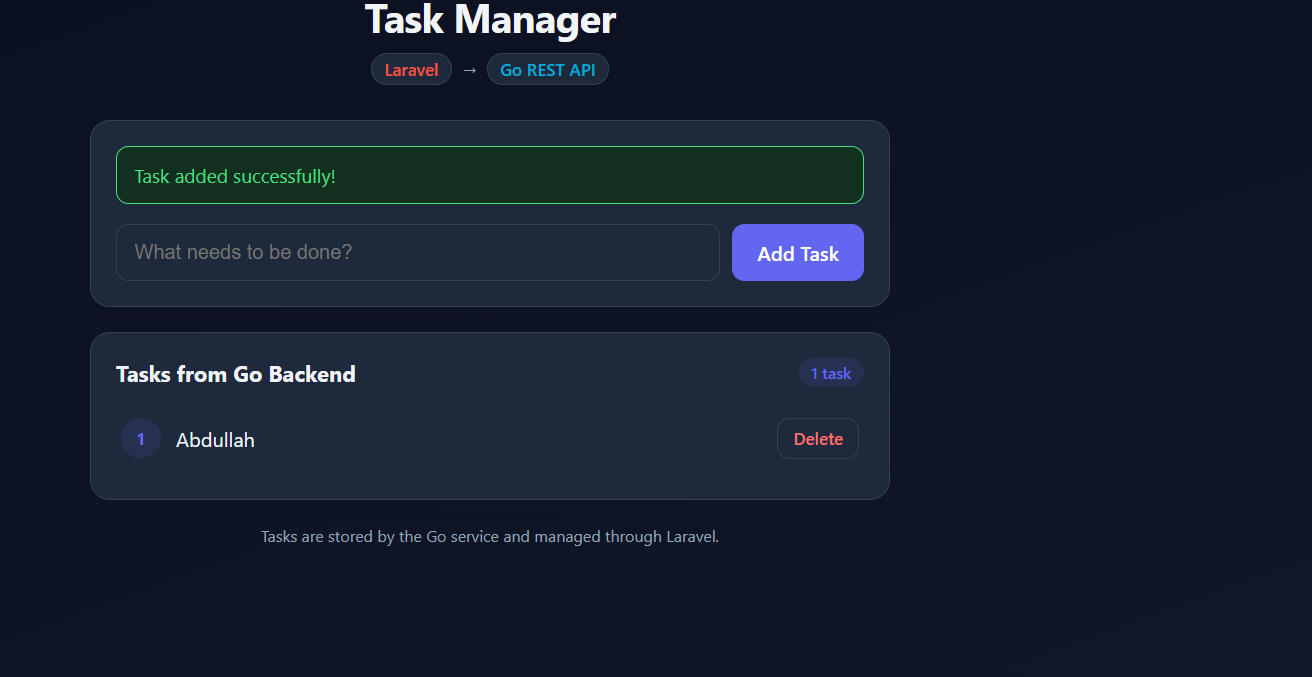 Task Manager
Laravel → Go REST API
Task added successfully!
What needs to be done? Add Task
Tasks from Go Backend 1 task
1 Abdullah Delete
Tasks are stored by the Go service and managed through Laravel.